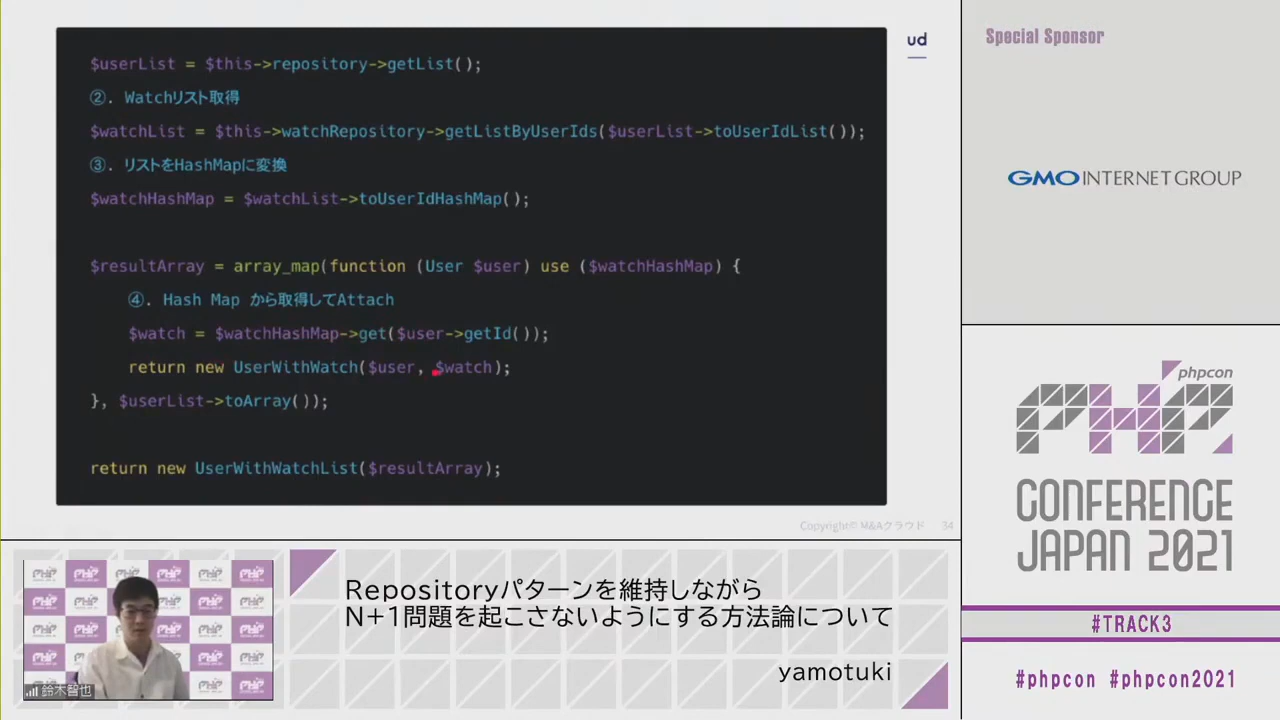 $userList = $this->repository->getList();
②. Watchリスト取得
$watchList = $this->watchRepository->getListByUserIds($userList->toUserIdList());
③. リストをHashMapに変換
$watchHashMap = $watchList->toUserIdHashMap();
$resultArray = array_map(function (User $user) use ($watchHashMap) {
④. Hash Map から取得してAttach
$watch = $watchHashMap->get($user->getId());
return new UserWithWatch($user, $watch);
}, $userList->toArray());
return new UserWithWatchList($resultArray);
ud
Copyright© M&Aクラウド 34
Special Sponsor
GMO INTERNET GROUP
phpcon
PHP
CONFERENCE
JAPAN 2021
#TRACK3
#phpcon #phpcon2021
鈴木智也
Repositoryパターンを維持しながら
N+1問題を起こさないようにする方法論について
yamotuki